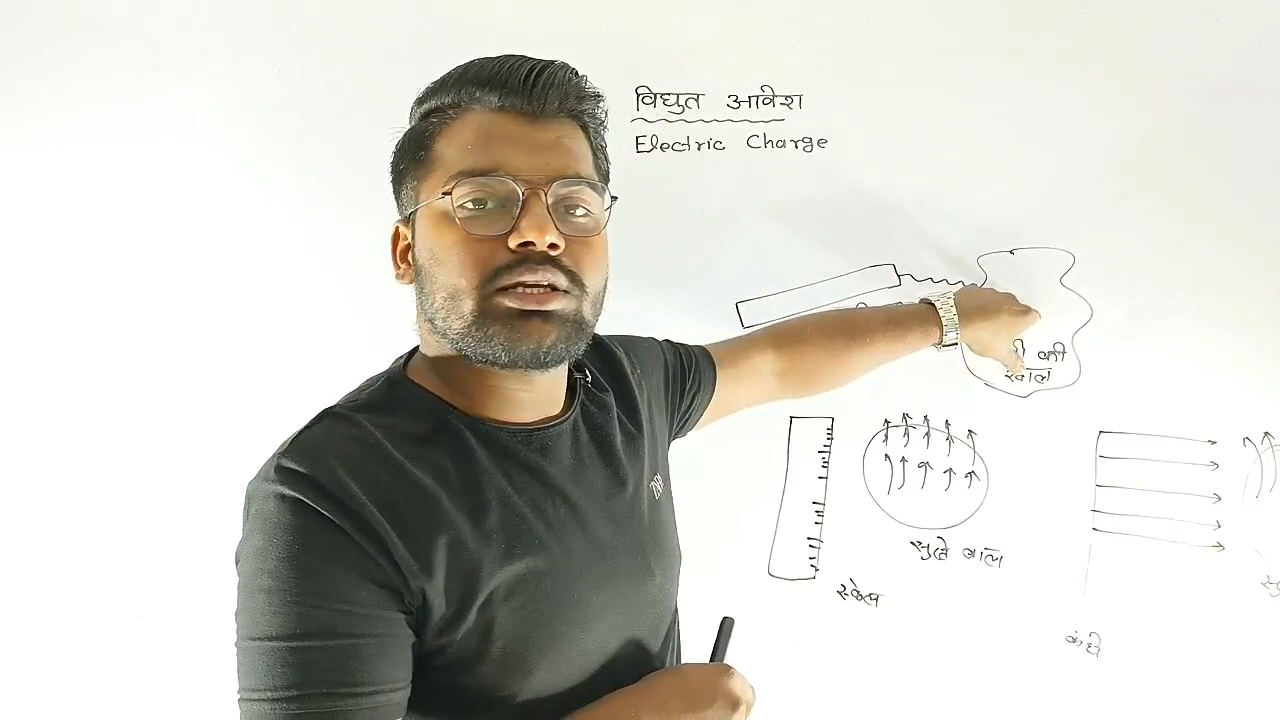 विद्युत आवेश
Electric Charge
की
खाल
स्केल
सुखे बाल
कंघे